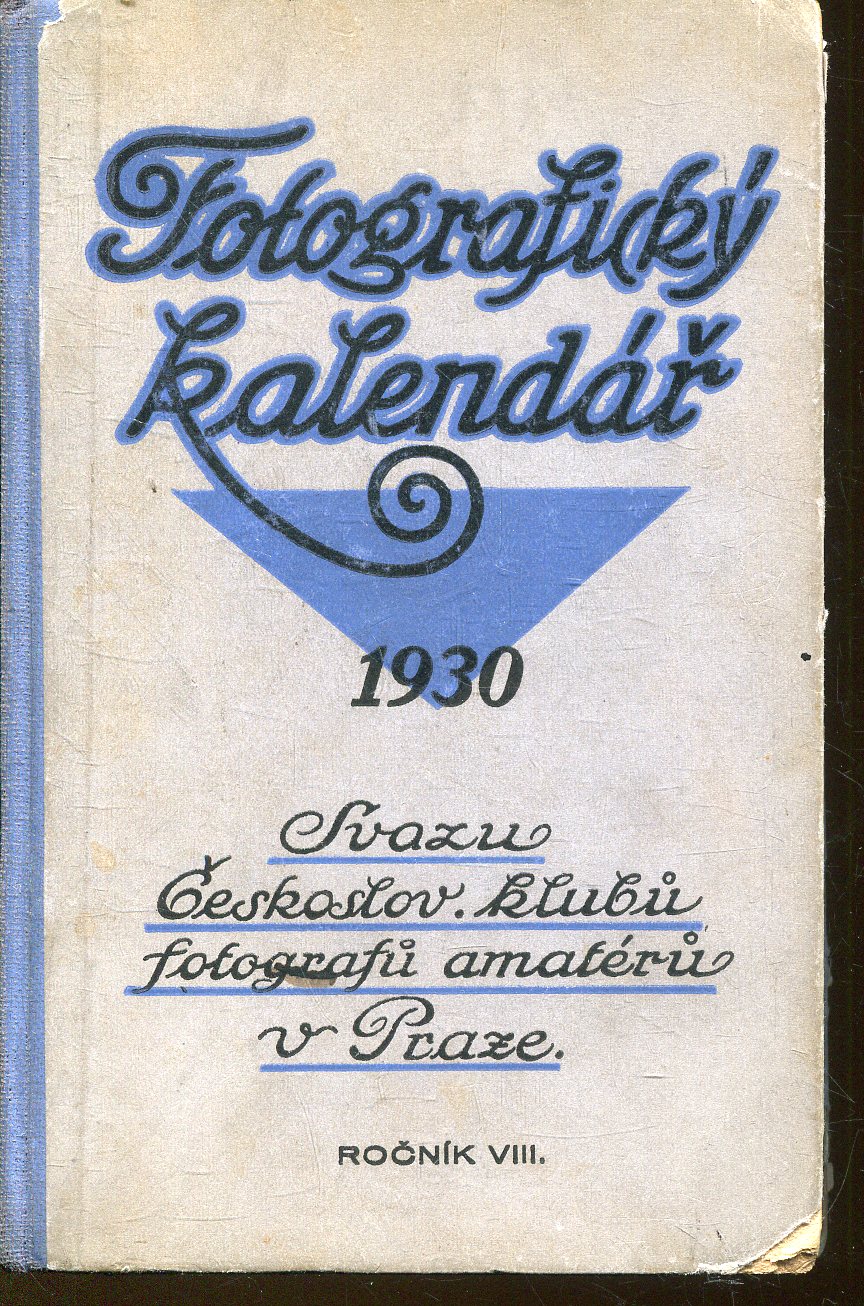 Fotografický
kalendář
1930
Svazu
Českoslov. klubů
fotografů amatérů
v Praze.
ROČNÍK VIII.